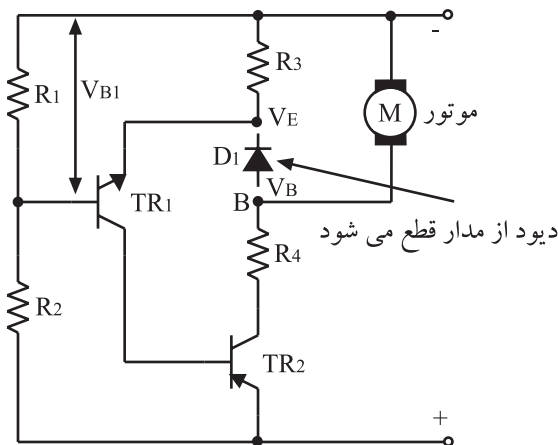 -
R3
R1
VB1
M
موتور
VE
D1
TR1
VB
B
دیود از مدار قطع می شود
R4
R2
TR2
+